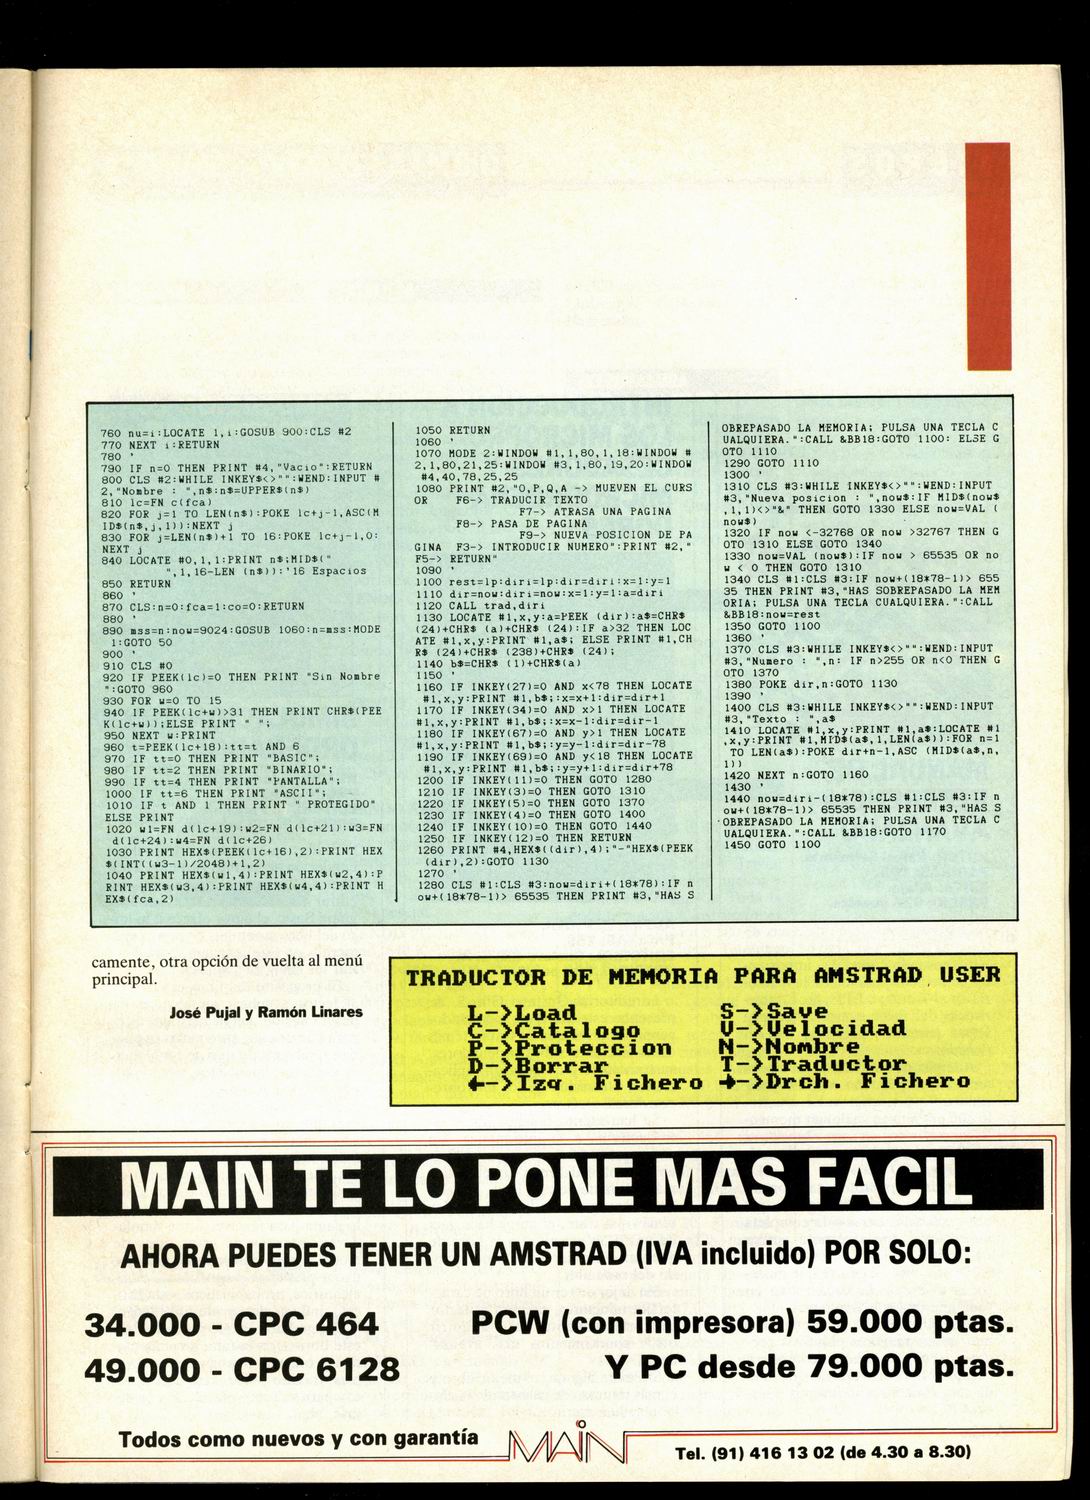 760 nu=i:LOCATE 1,i:GOSUB 900:CLS #2
770 NEXT i:RETURN
780 '
790 IF n=0 THEN PRINT #4,"Vacio":RETURN
800 CLS #2:WHILE INKEY$<>"":WEND:INPUT #
2,"Nombre : ",n$:n$=UPPER$(n$)
810 lc=FN c(fca)
820 FOR j=1 TO LEN(n$):POKE lc+j-1,ASC(M
ID$(n$,j,1)):NEXT j
830 FOR j=LEN(n$)+1 TO 16:POKE lc+j-1,0:
NEXT j
840 LOCATE #0,1,1:PRINT n$;MID$("
",1,16-LEN (n$)):'16 Espacios
850 RETURN
860 '
870 CLS:n=0:fca=1:co=0:RETURN
880 '
890 mss=n:now=9024:GOSUB 1060:n=mss:MODE
1:GOTO 50
900 '
910 CLS #0
920 IF PEEK(lc)=0 THEN PRINT "Sin Nombre
":GOTO 960
930 FOR w=0 TO 15
940 IF PEEK(lc+w)>31 THEN PRINT CHR$(PEE
K(lc+w));ELSE PRINT " ";
950 NEXT w:PRINT
960 t=PEEK(lc+18):tt=t AND 6
970 IF tt=0 THEN PRINT "BASIC";
980 IF tt=2 THEN PRINT "BINARIO";
990 IF tt=4 THEN PRINT "PANTALLA";
1000 IF tt=6 THEN PRINT "ASCII";
1010 IF t AND 1 THEN PRINT " PROTEGIDO"
ELSE PRINT
1020 w1=FN d(lc+19):w2=FN d(lc+21):w3=FN
d(lc+24):w4=FN d(lc+26)
1030 PRINT HEX$(PEEK(lc+16),2):PRINT HEX
$(INT((w3-1)/2048)+1,2)
1040 PRINT HEX$(w1,4):PRINT HEX$(w2,4):P
RINT HEX$(w3,4):PRINT HEX$(w4,4):PRINT H
EX$(fca,2)
1050 RETURN
1060 '
1070 MODE 2:WINDOW #1,1,80,1,18:WINDOW #
2,1,80,21,25:WINDOW #3,1,80,19,20:WINDOW
#4,40,78,25,25
1080 PRINT #2,"O,P,Q,A -> MUEVEN EL CURS
OR F6-> TRADUCIR TEXTO
F7-> ATRASA UNA PAGINA
F8-> PASA DE PAGINA
F9-> NUEVA POSICION DE PA
GINA F3-> INTRODUCIR NUMERO":PRINT #2,"
F5-> RETURN"
1090 '
1100 rest=lp:diri=lp:dir=diri:x=1:y=1
1110 dir=now:diri=now:x=1:y=1:a=diri
1120 CALL trad,diri
1130 LOCATE #1,x,y:a=PEEK (dir):a$=CHR$
(24)+CHR$ (a)+CHR$ (24):IF a>32 THEN LOC
ATE #1,x,y:PRINT #1,a$; ELSE PRINT #1,CH
R$ (24)+CHR$ (238)+CHR$ (24);
1140 b$=CHR$ (1)+CHR$(a)
1150 '
1160 IF INKEY(27)=0 AND x<78 THEN LOCATE
#1,x,y:PRINT #1,b$;:x=x+1:dir=dir+1
1170 IF INKEY(34)=0 AND x>1 THEN LOCATE
#1,x,y:PRINT #1,b$;:x=x-1:dir=dir-1
1180 IF INKEY(67)=0 AND y>1 THEN LOCATE
#1,x,y:PRINT #1,b$;:y=y-1:dir=dir-78
1190 IF INKEY(69)=0 AND y<18 THEN LOCATE
#1,x,y:PRINT #1,b$;:y=y+1:dir=dir+78
1200 IF INKEY(11)=0 THEN GOTO 1280
1210 IF INKEY(3)=0 THEN GOTO 1310
1220 IF INKEY(5)=0 THEN GOTO 1370
1230 IF INKEY(4)=0 THEN GOTO 1400
1240 IF INKEY(10)=0 THEN GOTO 1440
1250 IF INKEY(12)=0 THEN RETURN
1260 PRINT #4,HEX$((dir),4);"-"HEX$(PEEK
(dir),2):GOTO 1130
1270 '
1280 CLS #1:CLS #3:now=diri+(18*78):IF n
ow+(18*78-1)> 65535 THEN PRINT #3,"HAS S
OBREPASADO LA MEMORIA; PULSA UNA TECLA C
UALQUIERA.":CALL &BB18:GOTO 1100: ELSE G
OTO 1110
1290 GOTO 1110
1300 '
1310 CLS #3:WHILE INKEY$<>"":WEND:INPUT
#3,"Nueva posicion : ",now$:IF MID$(now$
,1,1)<>"&" THEN GOTO 1330 ELSE now=VAL (
now$)
1320 IF now <-32768 OR now >32767 THEN G
OTO 1310 ELSE GOTO 1340
1330 now=VAL (now$):IF now > 65535 OR no
w < 0 THEN GOTO 1310
1340 CLS #1:CLS #3:IF now+(18*78-1)> 655
35 THEN PRINT #3,"HAS SOBREPASADO LA MEM
ORIA; PULSA UNA TECLA CUALQUIERA.":CALL
&BB18:now=rest
1350 GOTO 1100
1360 '
1370 CLS #3:WHILE INKEY$<>"":WEND:INPUT
#3,"Numero : ",n: IF n>255 OR n<0 THEN G
OTO 1370
1380 POKE dir,n:GOTO 1130
1390 '
1400 CLS #3:WHILE INKEY$<>"":WEND:INPUT
#3,"Texto : ",a$
1410 LOCATE #1,x,y:PRINT #1,a$:LOCATE #1
,x,y:PRINT #1,MID$(a$,1,LEN(a$)):FOR n=1
TO LEN(a$):POKE dir+n-1,ASC (MID$(a$,n,
1))
1420 NEXT n:GOTO 1160
1430 '
1440 now=diri-(18*78):CLS #1:CLS #3:IF n
ow+(18*78-1)> 65535 THEN PRINT #3,"HAS S
OBREPASADO LA MEMORIA; PULSA UNA TECLA C
UALQUIERA.":CALL &BB18:GOTO 1170
1450 GOTO 1100
camente, otra opción de vuelta al menú
principal.
José Pujal y Ramón Linares
TRADUCTOR DE MEMORIA PARA AMSTRAD USER
L->Load S->Save
C->Catalogo V->Velocidad
P->Proteccion N->Nombre
D->Borrar T->Traductor
←->Izq. Fichero →->Drch. Fichero
MAIN TE LO PONE MAS FACIL
AHORA PUEDES TENER UN AMSTRAD (IVA incluido) POR SOLO:
34.000 - CPC 464 PCW (con impresora) 59.000 ptas.
49.000 - CPC 6128 Y PC desde 79.000 ptas.
Todos como nuevos y con garantía MAIN Tel. (91) 416 13 02 (de 4.30 a 8.30)